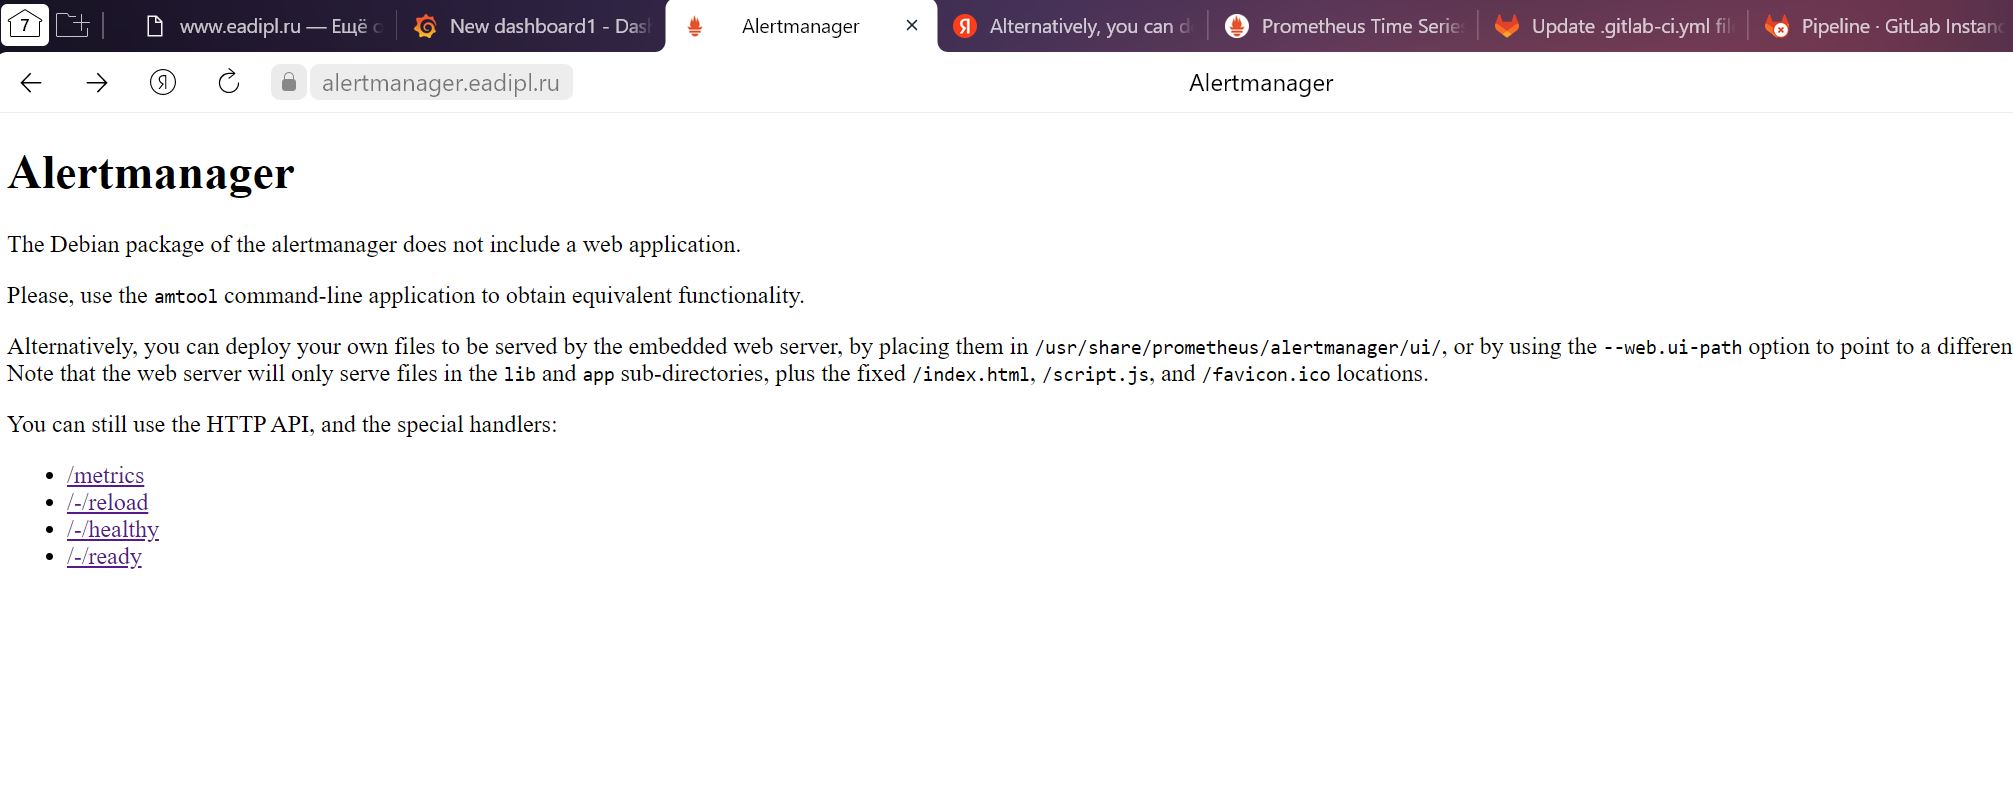 7 www.eadipl.ru — Ещё New dashboard1 - Das Alertmanager Я Alternatively, you can d Prometheus Time Serie Update .gitlab-ci.yml fil Pipeline · GitLab Instanc
Я alertmanager.eadipl.ru Alertmanager
Alertmanager
The Debian package of the alertmanager does not include a web application.
Please, use the amtool command-line application to obtain equivalent functionality.
Alternatively, you can deploy your own files to be served by the embedded web server, by placing them in /usr/share/prometheus/alertmanager/ui/, or by using the --web.ui-path option to point to a differen
Note that the web server will only serve files in the lib and app sub-directories, plus the fixed /index.html, /script.js, and /favicon.ico locations.
You can still use the HTTP API, and the special handlers:
• /metrics
• /-/reload
• /-/healthy
• /-/ready